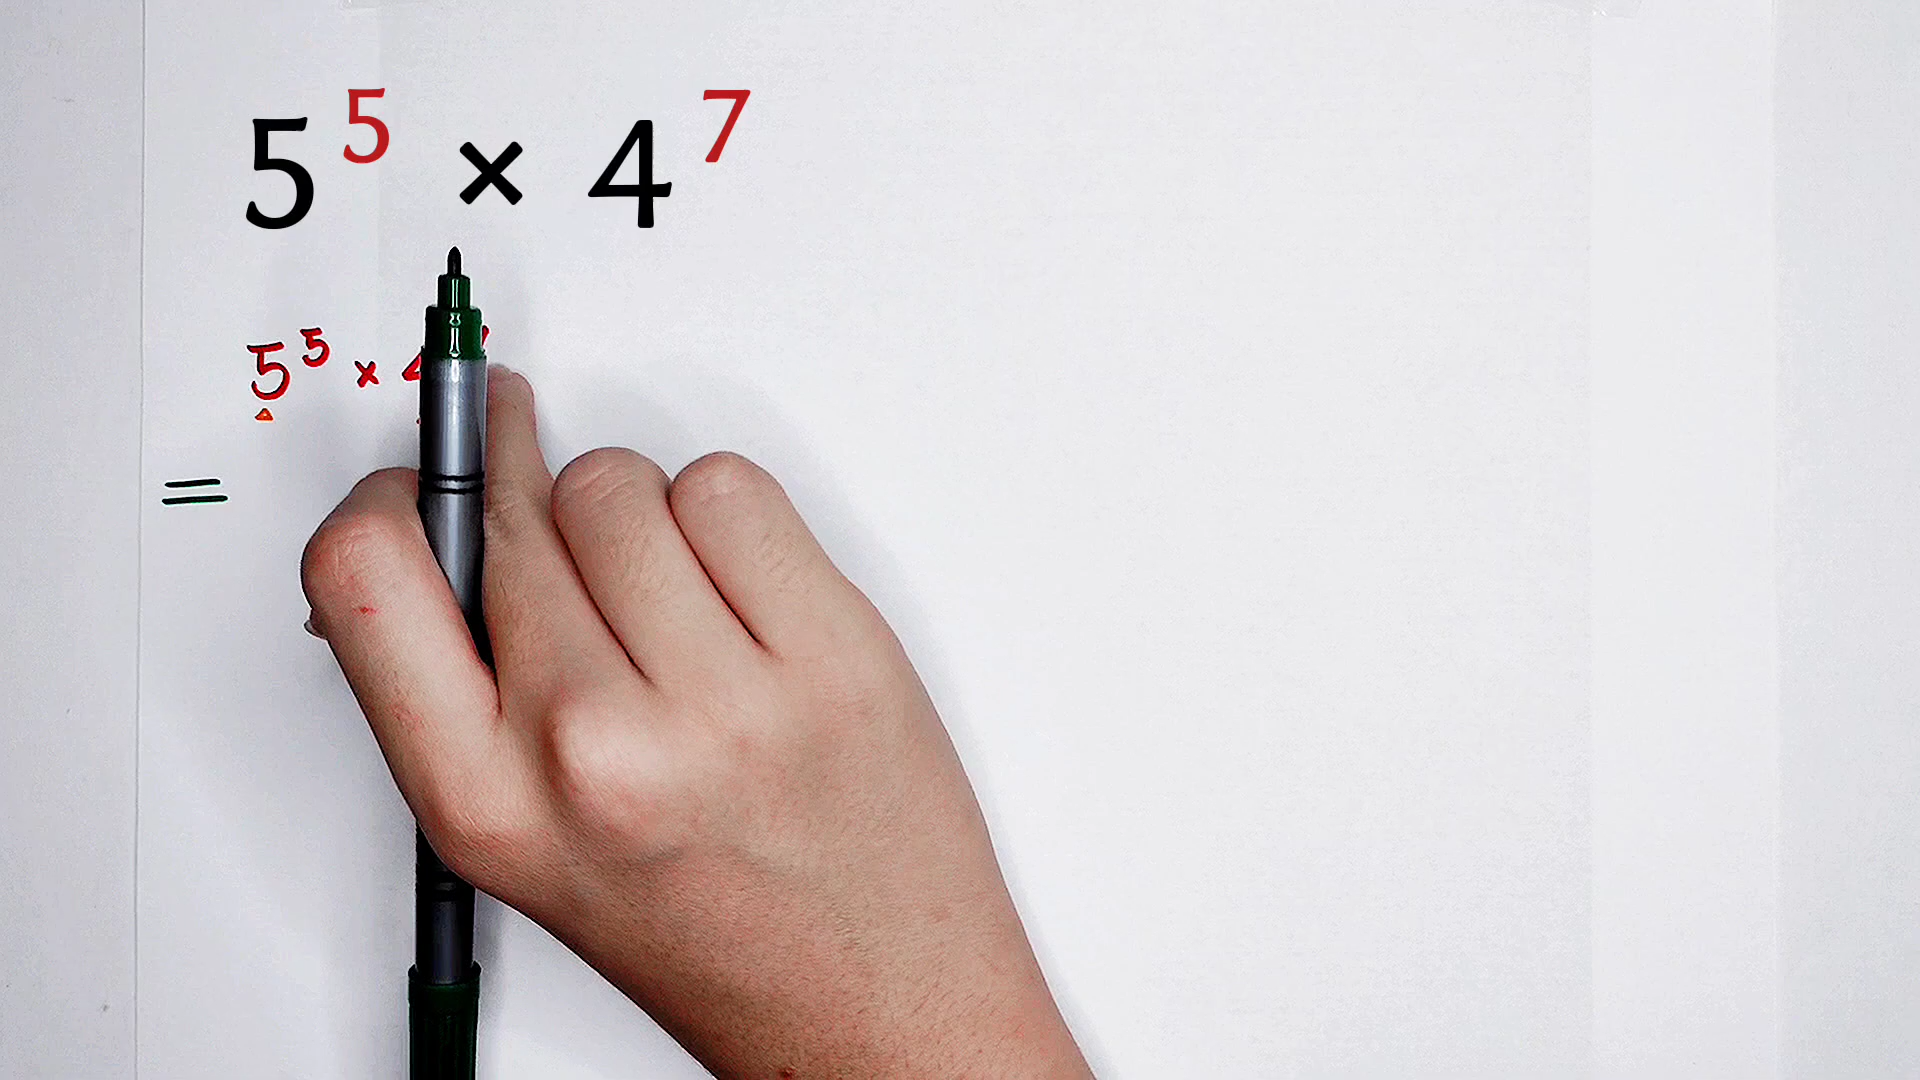 5⁵ × 4⁷
5⁵ ×
=